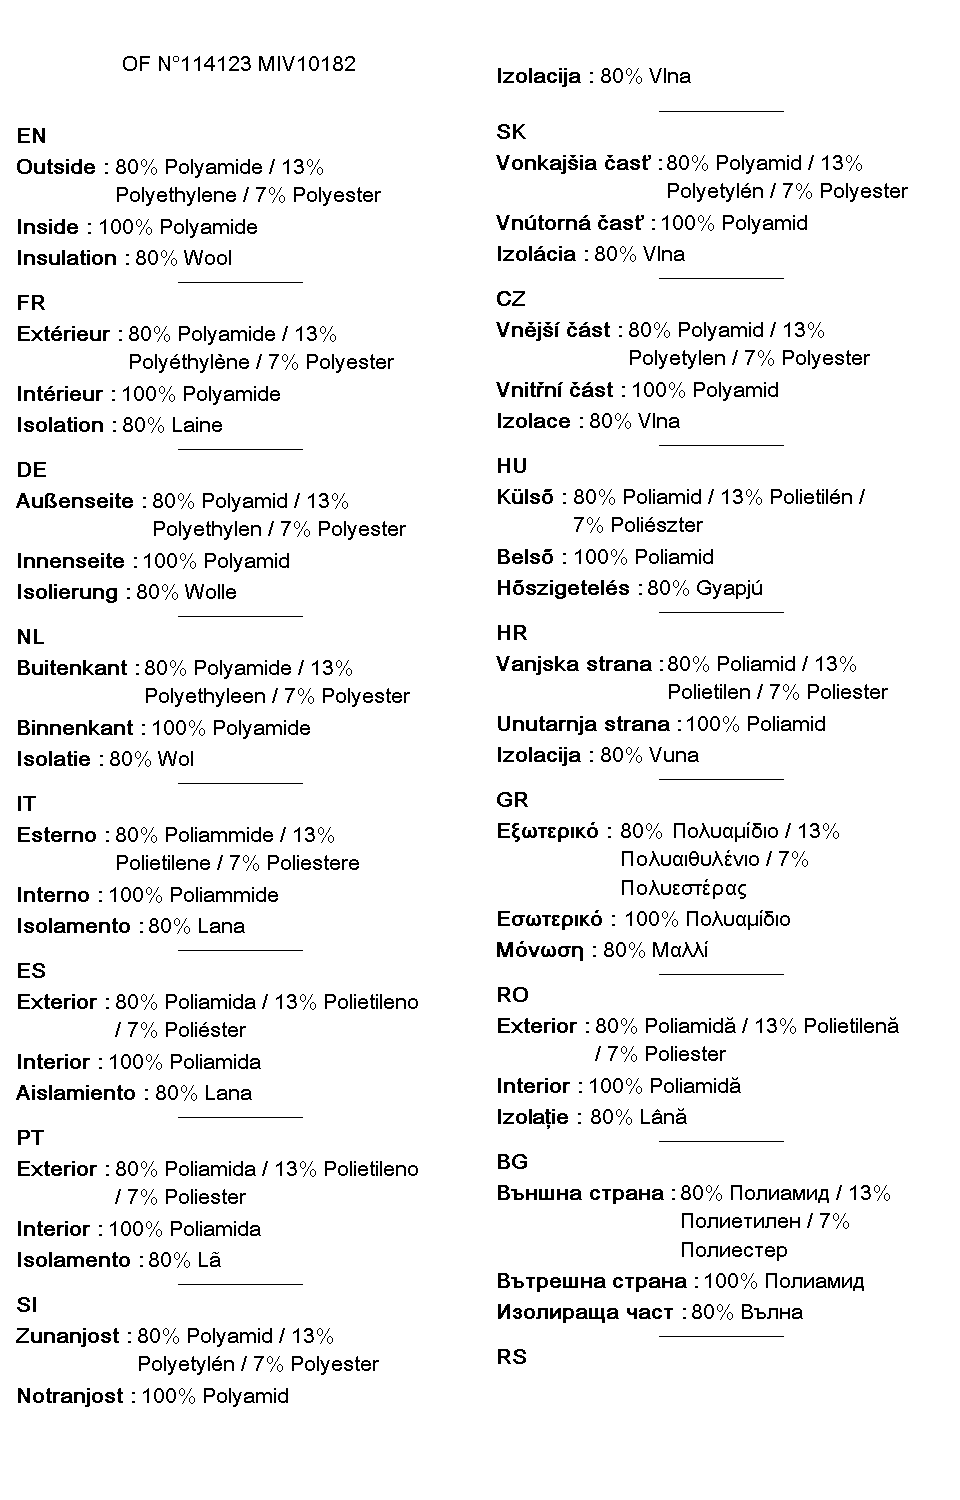 OF N°114123 MIV10182
EN
Outside : 80% Polyamide / 13%
Polyethylene / 7% Polyester
Inside : 100% Polyamide
Insulation : 80% Wool
FR
Extérieur : 80% Polyamide / 13%
Polyéthylène / 7% Polyester
Intérieur : 100% Polyamide
Isolation : 80% Laine
DE
Außenseite : 80% Polyamid / 13%
Polyethylen / 7% Polyester
Innenseite : 100% Polyamid
Isolierung : 80% Wolle
NL
Buitenkant : 80% Polyamide / 13%
Polyethyleen / 7% Polyester
Binnenkant : 100% Polyamide
Isolatie : 80% Wol
IT
Esterno : 80% Poliammide / 13%
Polietilene / 7% Poliestere
Interno : 100% Poliammide
Isolamento : 80% Lana
ES
Exterior : 80% Poliamida / 13% Polietileno
/ 7% Poliéster
Interior : 100% Poliamida
Aislamiento : 80% Lana
PT
Exterior : 80% Poliamida / 13% Polietileno
/ 7% Poliester
Interior : 100% Poliamida
Isolamento : 80% Lã
SI
Zunanjost : 80% Polyamid / 13%
Polyetylén / 7% Polyester
Notranjost : 100% Polyamid
Izolacija : 80% Vlna
SK
Vonkajšia časť : 80% Polyamid / 13%
Polyetylén / 7% Polyester
Vnútorná časť : 100% Polyamid
Izolácia : 80% Vlna
CZ
Vnější část : 80% Polyamid / 13%
Polyetylen / 7% Polyester
Vnitřní část : 100% Polyamid
Izolace : 80% Vlna
HU
Külsõ : 80% Poliamid / 13% Polietilén /
7% Poliészter
Belsõ : 100% Poliamid
Hõszigetelés : 80% Gyapjú
HR
Vanjska strana : 80% Poliamid / 13%
Polietilen / 7% Poliester
Unutarnja strana : 100% Poliamid
Izolacija : 80% Vuna
GR
Εξωτερικό : 80% Πολυαμίδιο / 13%
Πολυαιθυλένιο / 7%
Πολυεστέρας
Εσωτερικό : 100% Πολυαμίδιο
Μόνωση : 80% Μαλλί
RO
Exterior : 80% Poliamidă / 13% Polietilenă
/ 7% Poliester
Interior : 100% Poliamidă
Izolație : 80% Lână
BG
Външна страна : 80% Полиамид / 13%
Полиетилен / 7%
Полиестер
Вътрешна страна : 100% Полиамид
Изолираща част : 80% Вълна
RS